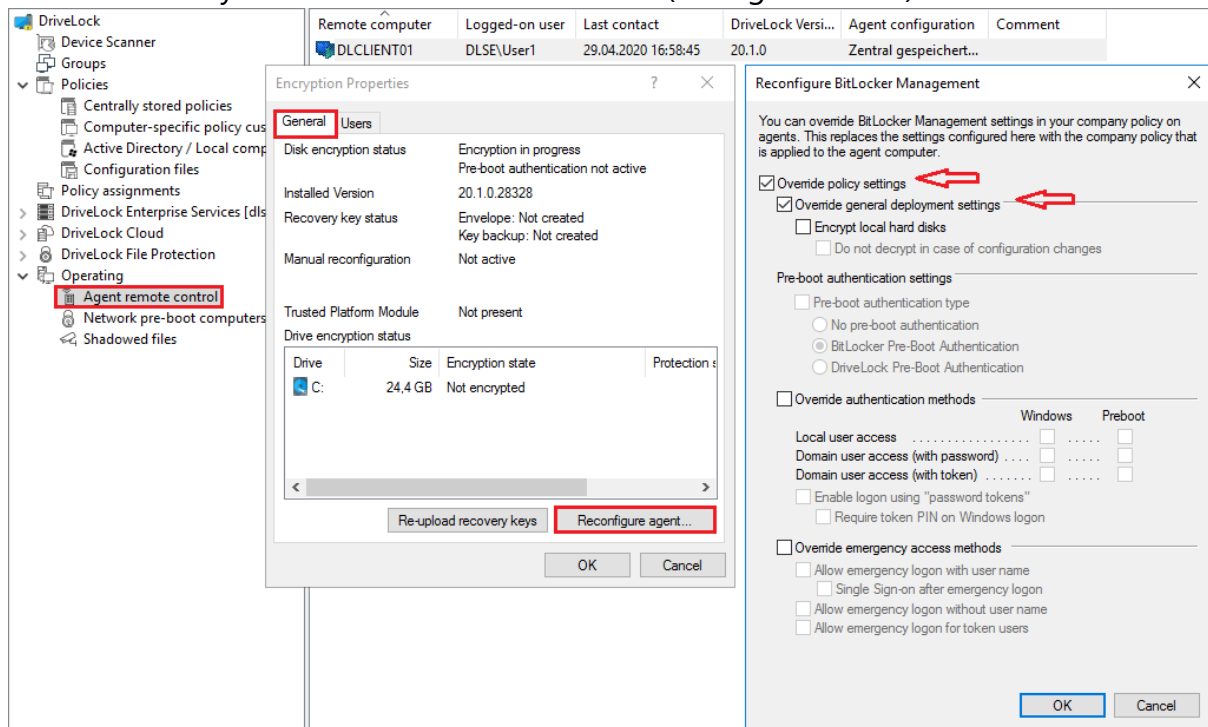 DriveLock
Device Scanner
Groups
Policies
Centrally stored policies
Computer-specific policy cus
Active Directory / Local comp
Configuration files
Policy assignments
DriveLock Enterprise Services [dls
DriveLock Cloud
DriveLock File Protection
Operating
Agent remote control
Network pre-boot computers
Shadowed files
Remote computer Logged-on user Last contact DriveLock Versi... Agent configuration Comment
DLCLIENT01 DLSE\User1 29.04.2020 16:58:45 20.1.0 Zentral gespeichert...
Encryption Properties ?
General Users
Disk encryption status Encryption in progress
Pre-boot authentication not active
Installed Version 20.1.0.28328
Recovery key status Envelope: Not created
Key backup: Not created
Manual reconfiguration Not active
Trusted Platform Module Not present
Drive encryption status
Drive Size Encryption state Protection s
C: 24,4 GB Not encrypted
Re-upload recovery keys Reconfigure agent...
OK Cancel
Reconfigure BitLocker Management
You can override BitLocker Management settings in your company policy on
agents. This replaces the settings configured here with the company policy that
is applied to the agent computer.
Override policy settings
Override general deployment settings
Encrypt local hard disks
Do not decrypt in case of configuration changes
Pre-boot authentication settings
Pre-boot authentication type
No pre-boot authentication
BitLocker Pre-Boot Authentication
DriveLock Pre-Boot Authentication
Override authentication methods
Windows Preboot
Local user access . . . . . . . . . . . . . . . . . . . . . .
Domain user access (with password) . . . . . . . . .
Domain user access (with token) . . . . . . . . . . . .
Enable logon using "password tokens"
Require token PIN on Windows logon
Override emergency access methods
Allow emergency logon with user name
Single Sign-on after emergency logon
Allow emergency logon without user name
Allow emergency logon for token users
OK Cancel